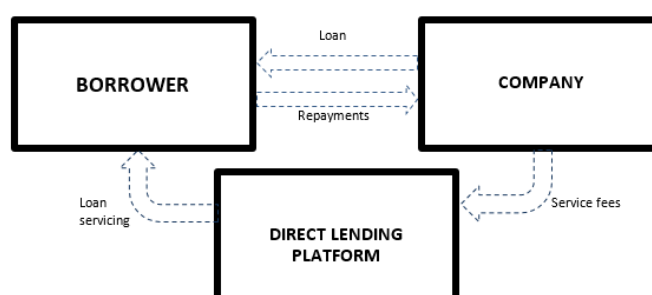 Loan
BORROWER
COMPANY
Repayments
Loan
servicing
Service fees
DIRECT LENDING
PLATFORM